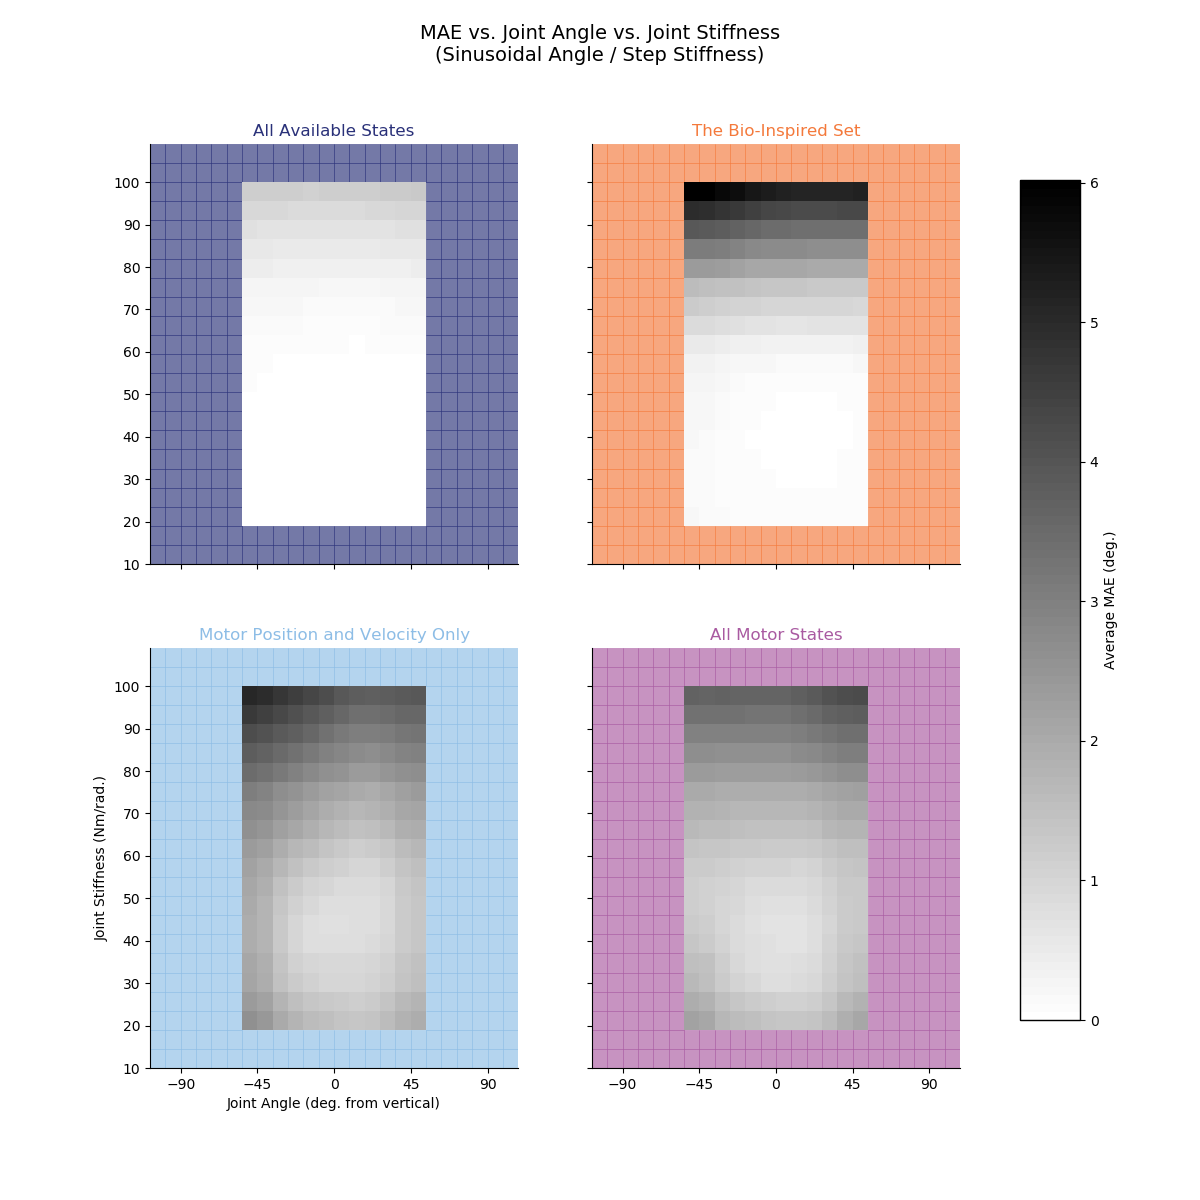 MAE vs. Joint Angle vs. Joint Stiffness
(Sinusoidal Angle / Step Stiffness)
All Available States
100
90
80
70
60
50
40
30
20
10
The Bio-Inspired Set
Motor Position and Velocity Only
Joint Stiffness (Nm/rad.)
100
90
80
70
60
50
40
30
20
10
−90 −45 0 45 90
Joint Angle (deg. from vertical)
All Motor States
−90 −45 0 45 90
6
5
4
3
2
1
0
Average MAE (deg.)